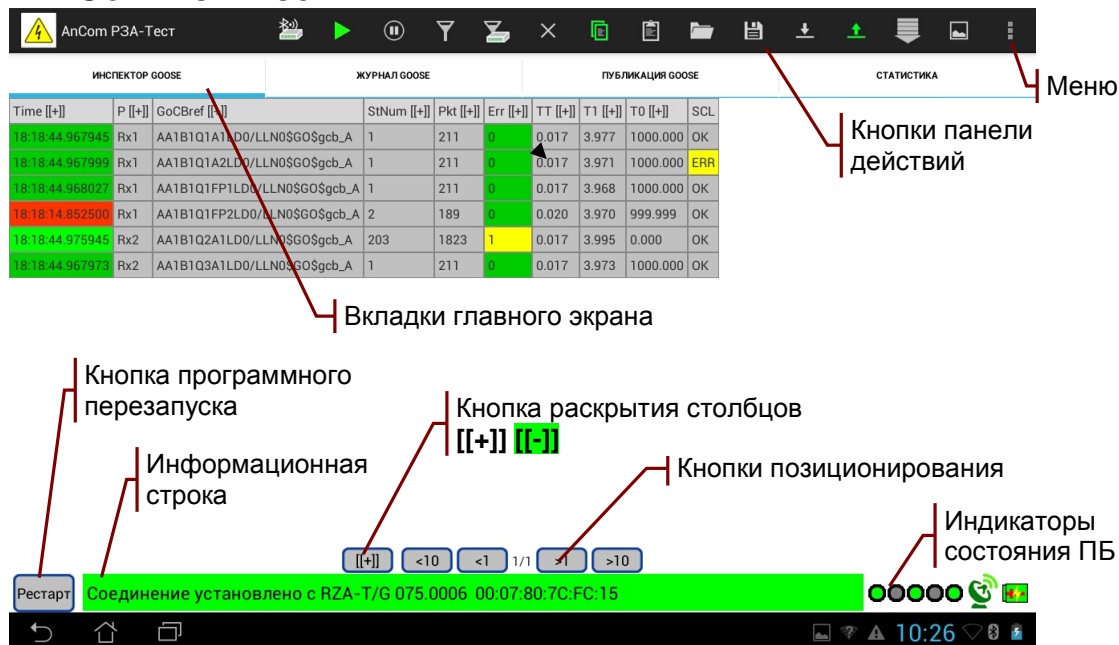 AnCom РЗА-Тест
ИНСПЕКТОР GOOSE
ЖУРНАЛ GOOSE
ПУБЛИКАЦИЯ GOOSE
СТАТИСТИКА
Меню
Time [[+]] P [[+]] GoCBref [[+]] StNum [[+]] Pkt [[+]] Err [[+]] TT [[+]] T1 [[+]] T0 [[+]] SCL
18:18:44.967945 Rx1 AA1B1Q1A1LD0/LLN0$GO$gcb_A 1 211 0 0.017 3.977 1000.000 OK
18:18:44.967999 Rx1 AA1B1Q1A2LD0/LLN0$GO$gcb_A 1 211 0 0.017 3.971 1000.000 ERR
18:18:44.968027 Rx1 AA1B1Q1FP1LD0/LLN0$GO$gcb_A 1 211 0 0.017 3.968 1000.000 OK
18:18:14.852500 Rx1 AA1B1Q1FP2LD0/LLN0$GO$gcb_A 2 189 0 0.020 3.970 999.999 OK
18:18:44.975945 Rx2 AA1B1Q2A1LD0/LLN0$GO$gcb_A 203 1823 1 0.017 3.995 0.000 OK
18:18:44.967973 Rx2 AA1B1Q3A1LD0/LLN0$GO$gcb_A 1 211 0 0.017 3.973 1000.000 OK
Кнопки панели
действий
Вкладки главного экрана
Кнопка программного
перезапуска
Кнопка раскрытия столбцов
[[+]] [[-]]
Информационная
строка
Кнопки позиционирования
Индикаторы
состояния ПБ
[[+]] <10 <1 1/1 >1 >10
Рестарт
Соединение установлено с RZA-T/G 075.0006 00:07:80:7C:FC:15
10:26